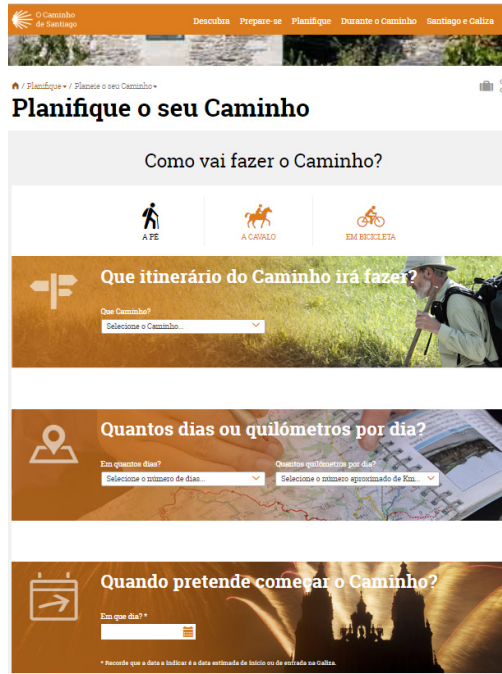 O Caminho
de Santiago
Descubra Prepare-se Planifique Durante o Caminho Santiago e Galiza
/ Planifique / Planeie o seu Caminho
Planifique o seu Caminho
Como vai fazer o Caminho?
A PÉ A CAVALO EM BICICLETA
Que itinerário do Caminho irá fazer?
Que Caminho?
Selecione o Caminho...
Quantos dias ou quilómetros por dia?
Em quantos dias? Quantos quilómetros por dia?
Selecione o número de dias... Selecione o número aproximado de Km...
Quando pretende começar o Caminho?
Em que dia? *
* Recorde que a data a indicar é a data estimada de início ou de entrada na Galiza.